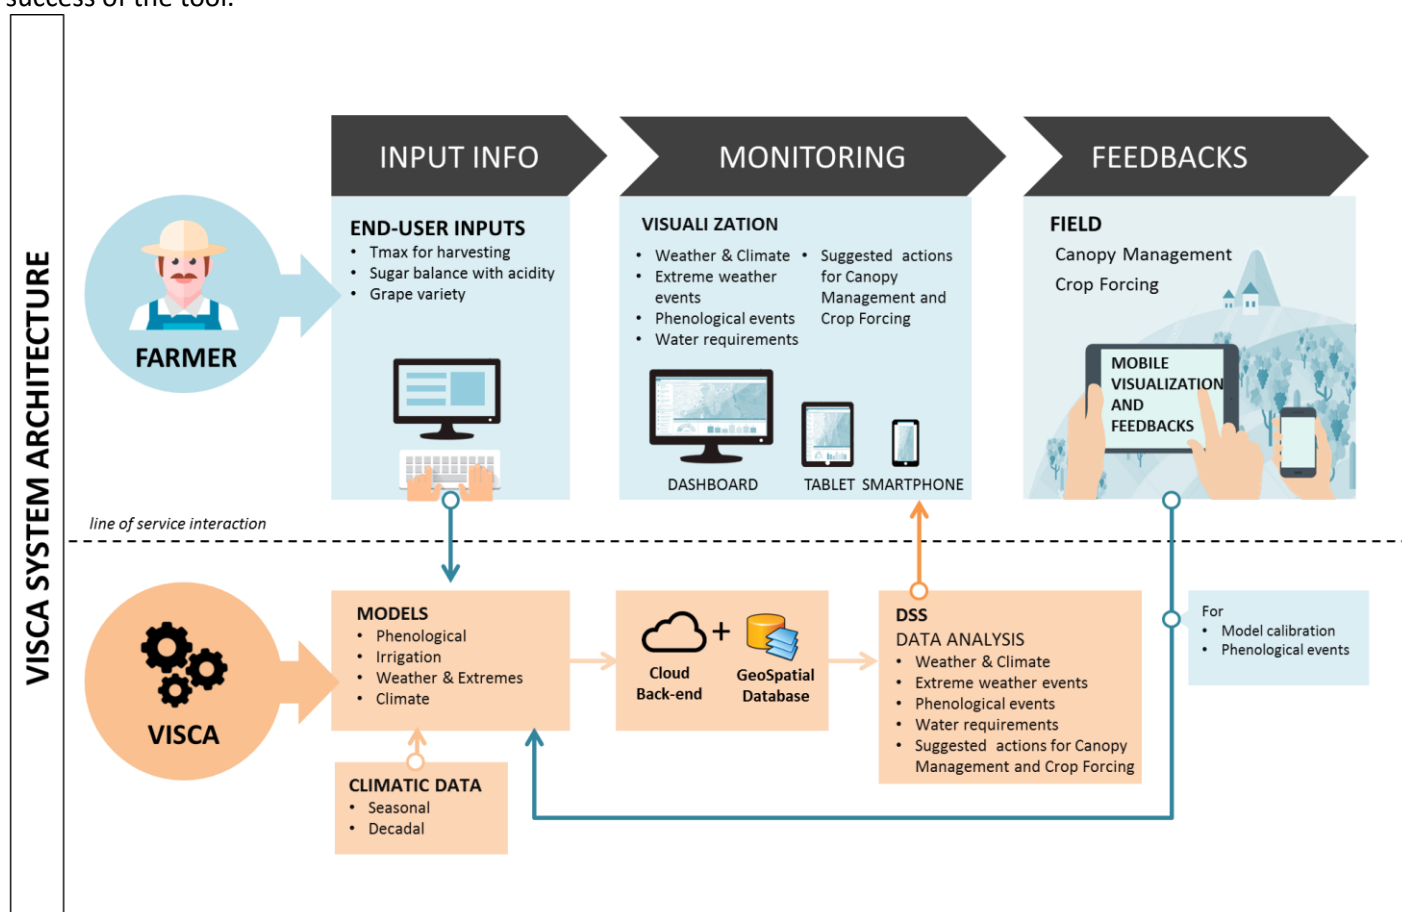 success of the tool.
VISCA SYSTEM ARCHITECTURE
INPUT INFO
MONITORING
FEEDBACKS
FARMER
END-USER INPUTS
• Tmax for harvesting
• Sugar balance with acidity
• Grape variety
VISUALI ZATION
• Weather & Climate
• Extreme weather
events
• Phenological events
• Water requirements
• Suggested actions
for Canopy
Management and
Crop Forcing
DASHBOARD
TABLET
SMARTPHONE
FIELD
Canopy Management
Crop Forcing
MOBILE
VISUALIZATION
AND
FEEDBACKS
line of service interaction
VISCA
MODELS
• Phenological
• Irrigation
• Weather & Extremes
• Climate
CLIMATIC DATA
• Seasonal
• Decadal
+
Cloud
Back-end
GeoSpatial
Database
DSS
DATA ANALYSIS
• Weather & Climate
• Extreme weather events
• Phenological events
• Water requirements
• Suggested actions for Canopy
Management and Crop Forcing
For
• Model calibration
• Phenological events